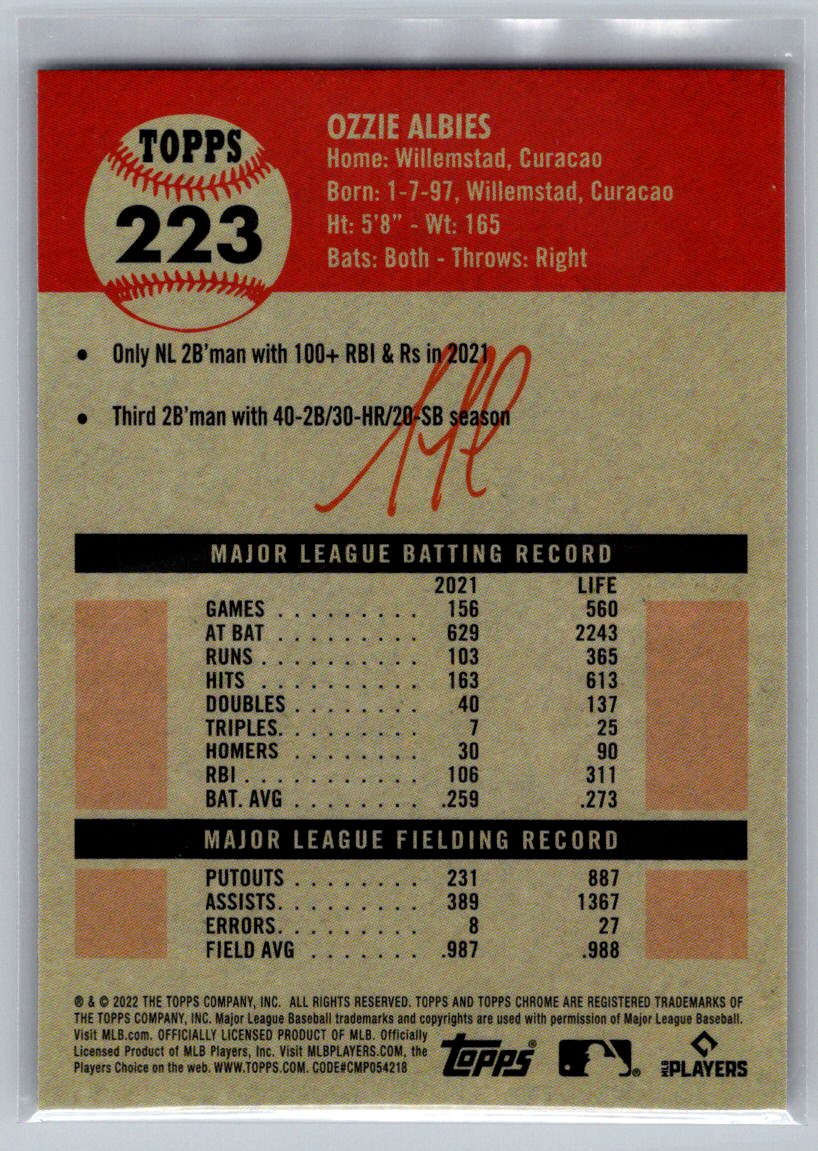 TOPPS
223
OZZIE ALBIES
Home: Willemstad, Curacao
Born: 1-7-97, Willemstad, Curacao
Ht: 5'8" - Wt: 165
Bats: Both - Throws: Right
• Only NL 2B'man with 100+ RBI & Rs in 2021
• Third 2B'man with 40-2B/30-HR/20-SB season
MAJOR LEAGUE BATTING RECORD
2021 LIFE
GAMES . . . . . . . . . 156 560
AT BAT . . . . . . . . . 629 2243
RUNS . . . . . . . . . . 103 365
HITS . . . . . . . . . . 163 613
DOUBLES . . . . . . . . 40 137
TRIPLES. . . . . . . . . 7 25
HOMERS . . . . . . . . 30 90
RBI . . . . . . . . . . . 106 311
BAT. AVG . . . . . . . . .259 .273
MAJOR LEAGUE FIELDING RECORD
PUTOUTS . . . . . . . . 231 887
ASSISTS. . . . . . . . . 389 1367
ERRORS. . . . . . . . . 8 27
FIELD AVG . . . . . . . .987 .988
® & © 2022 THE TOPPS COMPANY, INC. ALL RIGHTS RESERVED. TOPPS AND TOPPS CHROME ARE REGISTERED TRADEMARKS OF
THE TOPPS COMPANY, INC. Major League Baseball trademarks and copyrights are used with permission of Major League Baseball.
Visit MLB.com. OFFICIALLY LICENSED PRODUCT OF MLB. Officially
Licensed Product of MLB Players, Inc. Visit MLBPLAYERS.COM, the
Players Choice on the web. WWW.TOPPS.COM. CODE#CMP054218
Topps® ® MLB PLAYERS